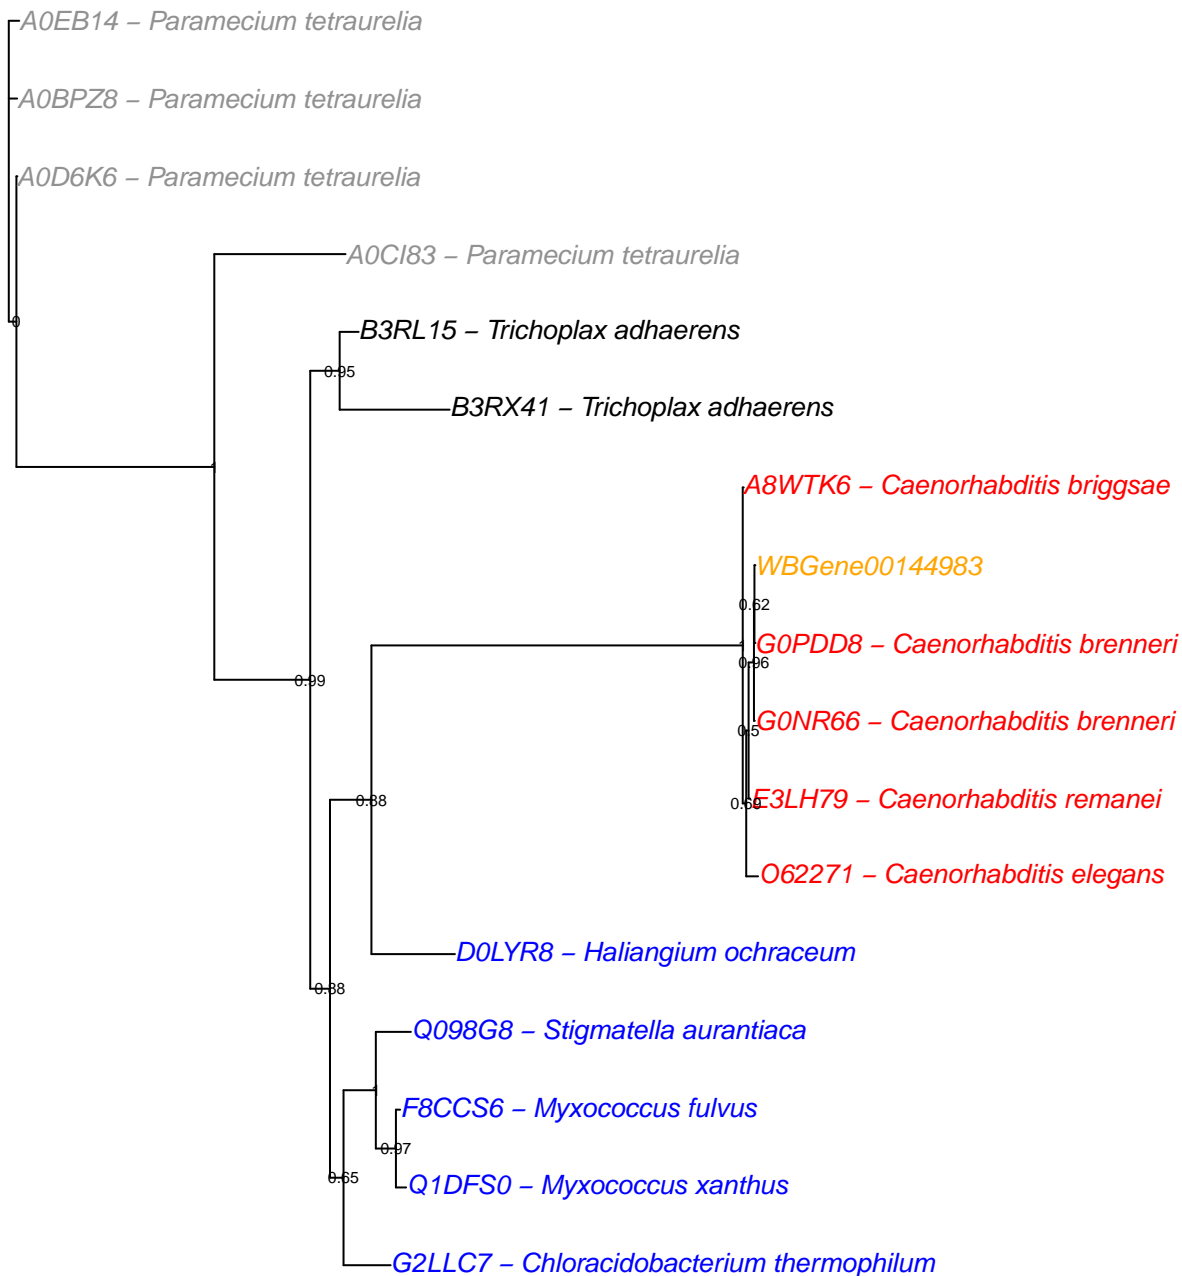 A0EB14 – Paramecium tetraurelia
A0BPZ8 – Paramecium tetraurelia
A0D6K6 – Paramecium tetraurelia
A0CI83 – Paramecium tetraurelia
0
B3RL15 – Trichoplax adhaerens
0.95
B3RX41 – Trichoplax adhaerens
1
A8WTK6 – Caenorhabditis briggsae
WBGene00144983
0.62
1
G0PDD8 – Caenorhabditis brenneri
0.96
0.99
G0NR66 – Caenorhabditis brenneri
0.5
0.88
0.69
E3LH79 – Caenorhabditis remanei
O62271 – Caenorhabditis elegans
D0LYR8 – Haliangium ochraceum
0.88
Q098G8 – Stigmatella aurantiaca
1
F8CCS6 – Myxococcus fulvus
0.97
0.65
Q1DFS0 – Myxococcus xanthus
G2LLC7 – Chloracidobacterium thermophilum